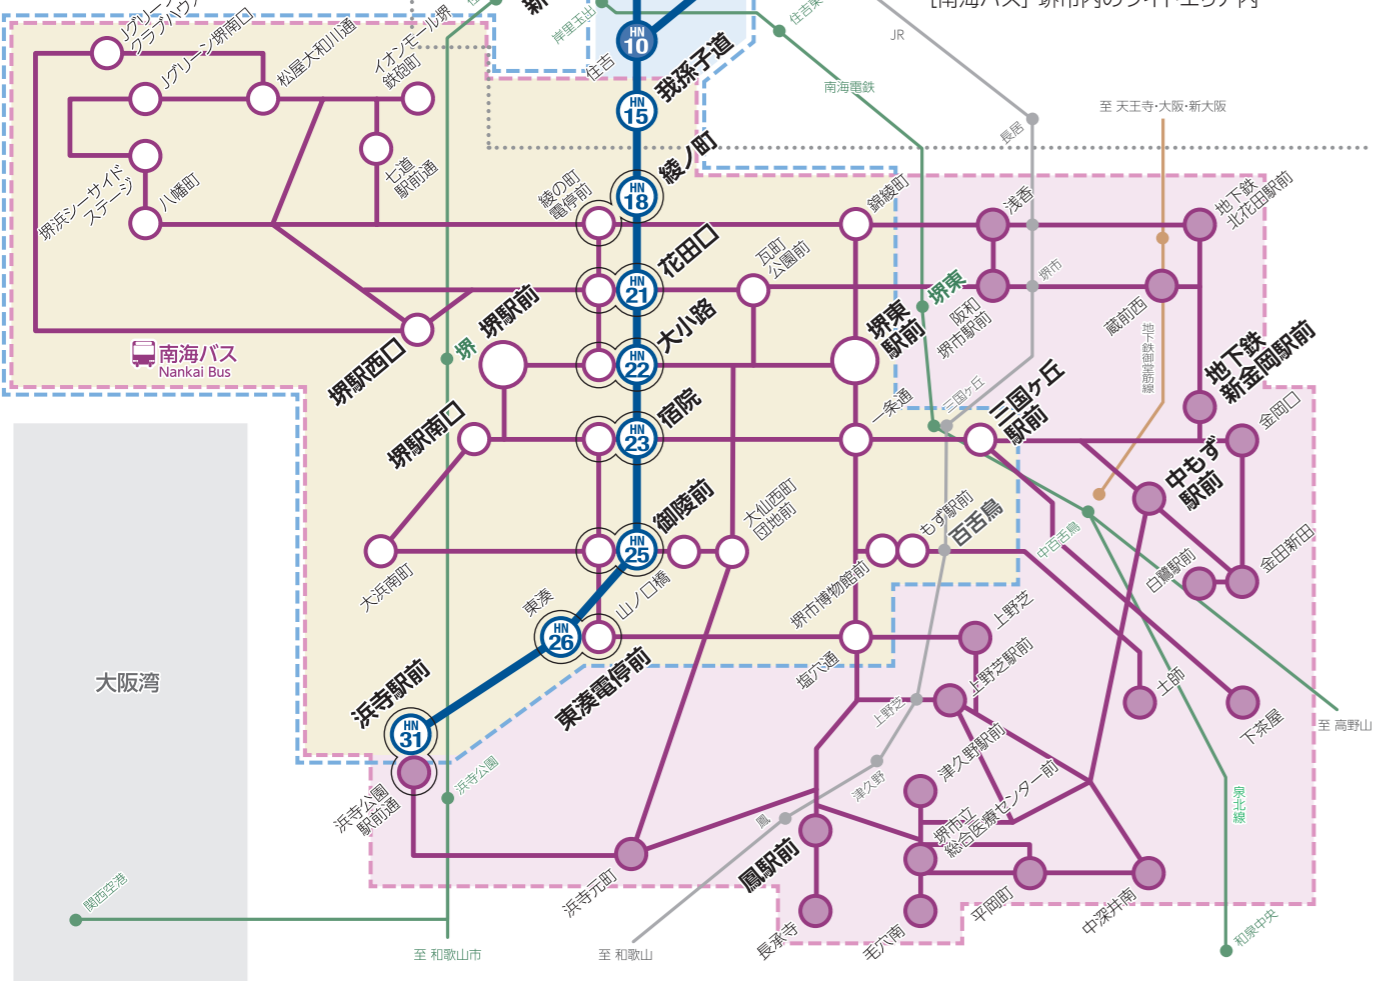 Jグリーン
クラブハウス
Jグリーン堺南口
松屋大和川通
イオンモール堺
鉄砲町
新
岸里玉出
住吉東
[南海バス] 堺市内のワイドエリア内
HN
10
住吉
我孫子道
HN
15
JR
南海電鉄
長居
至 天王寺・大阪・新大阪
堺浜シーサイド
ステージ
八幡町
七道
駅前通
綾の町
電停前
綾ノ町
HN
18
錦綾町
浅香
地下鉄
北花田駅前
花田口
HN
21
瓦町
公園前
堺市
阪和
堺市駅前
蔵前西
地下鉄御堂筋線
南海バス
Nankai Bus
堺駅西口
堺
堺駅前
大小路
HN
22
堺東
堺東
駅前
地下鉄
新金岡駅前
堺駅南口
宿院
HN
23
一条通
三国ヶ丘
三国ヶ丘
駅前
金岡口
中もず
駅前
大浜南町
御陵前
HN
25
大仙西町
団地前
もず駅前
百舌鳥
中百舌鳥
白鷺駅前
金田新田
東湊
HN
26
山ノ口橋
堺市博物館前
上野芝
大阪湾
浜寺駅前
HN
31
東湊電停前
塩穴通
上野芝
上野芝駅前
土師
下茶屋
至 高野山
浜寺公園
駅前通
浜寺公園
津久野
津久野駅前
堺市立
総合医療センター前
泉北線
鳳
鳳駅前
関西空港
浜寺元町
長承寺
毛穴南
平岡町
中深井南
和泉中央
至 和歌山市
至 和歌山